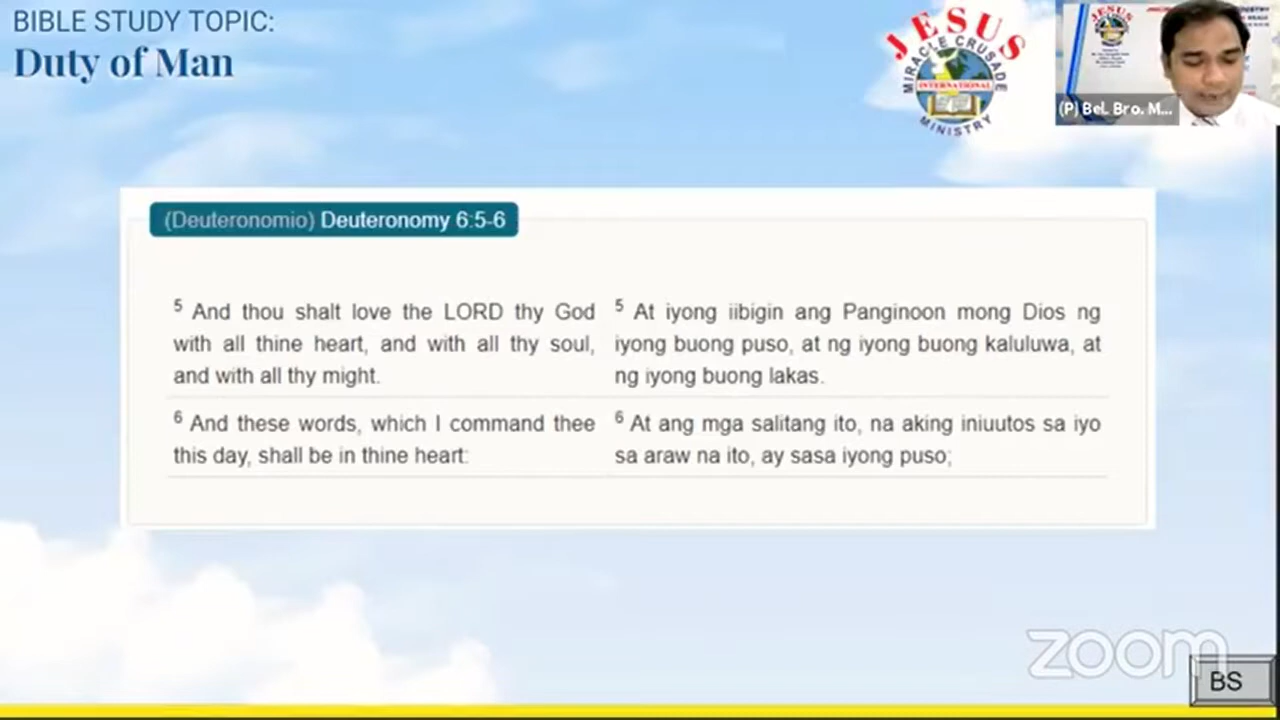 BIBLE STUDY TOPIC:
Duty of Man
JESUS
MIRACLE CRUSADE
INTERNATIONAL
MINISTRY
JESUS
(P) Bel. Bro. M...
(Deuteronomio) Deuteronomy 6:5-6
5 And thou shalt love the LORD thy God
with all thine heart, and with all thy soul,
and with all thy might.
5 At iyong iibigin ang Panginoon mong Dios ng
iyong buong puso, at ng iyong buong kaluluwa, at
ng iyong buong lakas.
6 And these words, which I command thee
this day, shall be in thine heart:
6 At ang mga salitang ito, na aking iniuutos sa iyo
sa araw na ito, ay sasa iyong puso;
zoom
BS